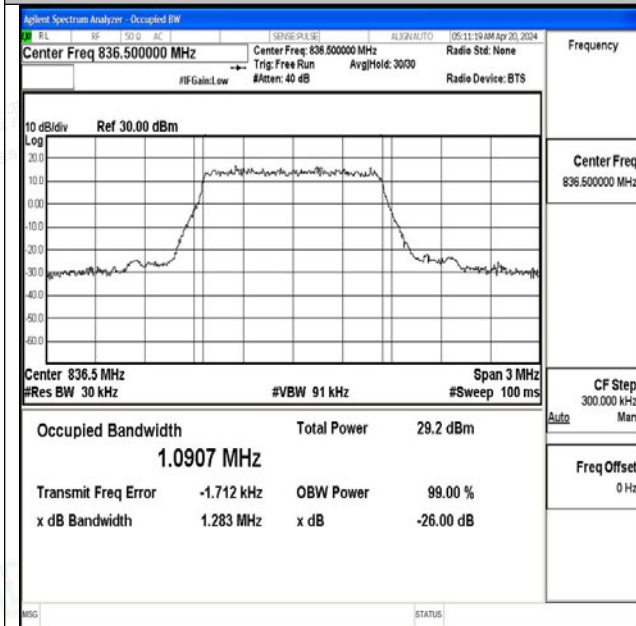 Agilent Spectrum Analyzer - Occupied BW
RL RF 50 Ω AC SENSE:PULSE ALIGN AUTO 05:11:19 AM Apr 20, 2024
Center Freq 836.500000 MHz
Center Freq: 836.500000 MHz
Radio Std: None
Trig: Free Run Avg|Hold: 30/30
#IFGain:Low #Atten: 40 dB Radio Device: BTS
Frequency
10 dB/div Ref 30.00 dBm
Log
20.0
10.0
0.00
-10.0
-20.0
-30.0
-40.0
-50.0
-60.0
Center Freq
836.500000 MHz
Center 836.5 MHz Span 3 MHz
#Res BW 30 kHz #VBW 91 kHz #Sweep 100 ms
CF Step
300.000 kHz
Auto Man
Occupied Bandwidth Total Power 29.2 dBm
1.0907 MHz
Transmit Freq Error -1.712 kHz OBW Power 99.00 %
x dB Bandwidth 1.283 MHz x dB -26.00 dB
Freq Offset
0 Hz
MSG STATUS